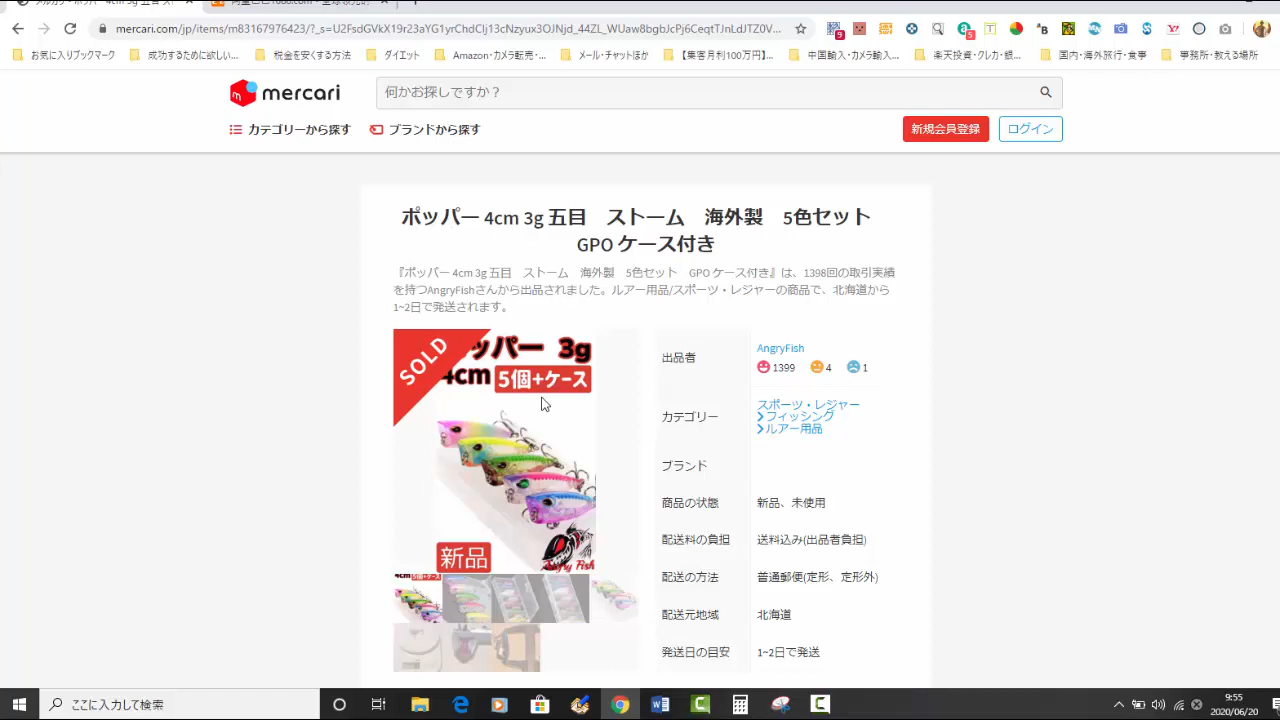 mercari.com/jp/items/m83167976423/?_s=U2FsdGVkX19r23aYG1yrChdClj13cNzyux3OJNjd_44ZL_WUaw8bgbJcPj6CeqtTJnLdJTZ0V...
お気に入りブックマーク 成功するために欲しい... 税金を安くする方法 ダイエット Amazon・カメラ転売・... メール・チャットほか 【集客月利100万円】... 中国輸入・カメラ輸入... 楽天投資・クレカ・銀... 国内・海外旅行・食事 事務所・教える場所
mercari
何かお探しですか？
カテゴリーから探す ブランドから探す
新規会員登録 ログイン
ポッパー 4cm 3g 五目　ストーム　海外製　5色セット
GPO ケース付き
『ポッパー 4cm 3g 五目　ストーム　海外製　5色セット　GPO ケース付き』は、1398回の取引実績
を持つAngryFishさんから出品されました。ルアー用品/スポーツ・レジャーの商品で、北海道から
1~2日で発送されます。
SOLD
ッパー 3g
4cm 5個+ケース
新品
Angry Fish
4cm 5個+ケース
出品者 AngryFish
1399 4 1
カテゴリー スポーツ・レジャー
フィッシング
ルアー用品
ブランド
商品の状態 新品、未使用
配送料の負担 送料込み(出品者負担)
配送の方法 普通郵便(定形、定形外)
配送元地域 北海道
発送日の目安 1~2日で発送
ここに入力して検索
9:55
2020/06/20